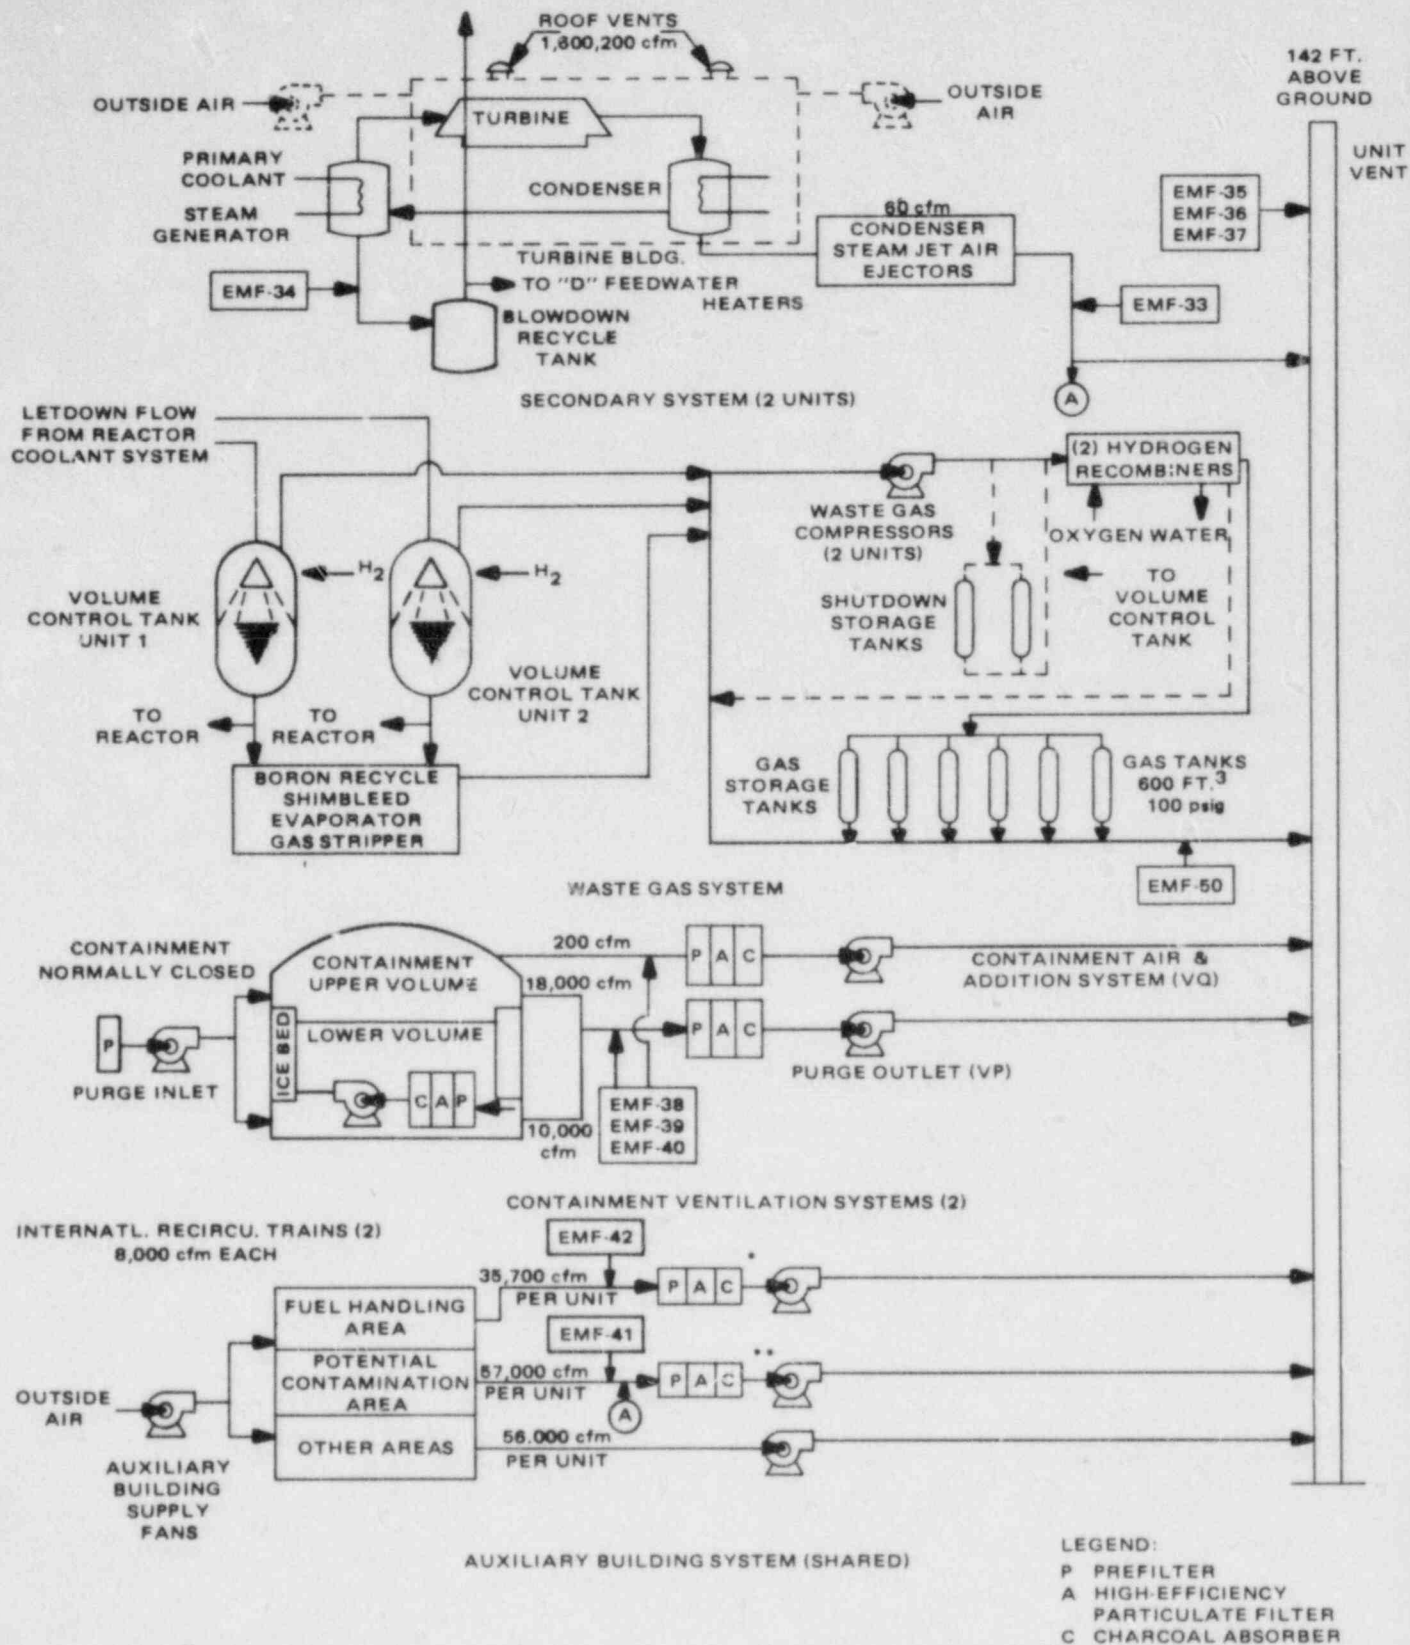 ROOF VENTS
1,600,200 cfm
142 FT.
ABOVE
GROUND
OUTSIDE AIR
TURBINE
OUTSIDE
AIR
UNIT
VENT
PRIMARY
COOLANT
CONDENSER
STEAM
GENERATOR
EMF-35
EMF-36
EMF-37
60 cfm
CONDENSER
STEAM JET AIR
EJECTORS
TURBINE BLDG.
EMF-34
TO "D" FEEDWATER
HEATERS
EMF-33
BLOWDOWN
RECYCLE
TANK
A
SECONDARY SYSTEM (2 UNITS)
LETDOWN FLOW
FROM REACTOR
COOLANT SYSTEM
(2) HYDROGEN
RECOMBINERS
WASTE GAS
COMPRESSORS
(2 UNITS)
OXYGEN WATER
H2
H2
VOLUME
CONTROL TANK
UNIT 1
SHUTDOWN
STORAGE
TANKS
TO
VOLUME
CONTROL
TANK
VOLUME
CONTROL TANK
UNIT 2
TO
REACTOR
TO
REACTOR
BORON RECYCLE
SHIMBLEED
EVAPORATOR
GAS STRIPPER
GAS
STORAGE
TANKS
GAS TANKS
600 FT.3
100 psig
EMF-50
WASTE GAS SYSTEM
CONTAINMENT
NORMALLY CLOSED
CONTAINMENT
UPPER VOLUME
200 cfm
P A C
CONTAINMENT AIR &
ADDITION SYSTEM (VQ)
18,000 cfm
P
ICE BED
LOWER VOLUME
P A C
PURGE INLET
C A P
PURGE OUTLET (VP)
10,000
cfm
EMF-38
EMF-39
EMF-40
CONTAINMENT VENTILATION SYSTEMS (2)
INTERNATL. RECIRCU. TRAINS (2)
8,000 cfm EACH
EMF-42
FUEL HANDLING
AREA
35,700 cfm
PER UNIT
P A C
*
EMF-41
POTENTIAL
CONTAMINATION
AREA
57,000 cfm
PER UNIT
A
P A C
**
OUTSIDE
AIR
OTHER AREAS
56.000 cfm
PER UNIT
AUXILIARY
BUILDING
SUPPLY
FANS
AUXILIARY BUILDING SYSTEM (SHARED)
LEGEND:
P PREFILTER
A HIGH-EFFICIENCY
PARTICULATE FILTER
C CHARCOAL ABSORBER